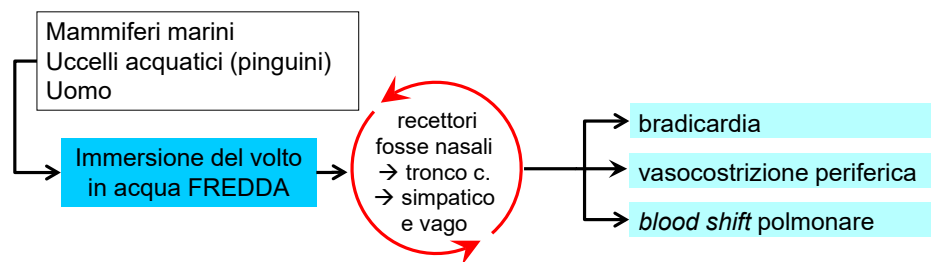 Mammiferi marini
Uccelli acquatici (pinguini)
Uomo
Immersione del volto
in acqua FREDDA
recettori
fosse nasali
→ tronco c.
→ simpatico
e vago
bradicardia
vasocostrizione periferica
blood shift polmonare